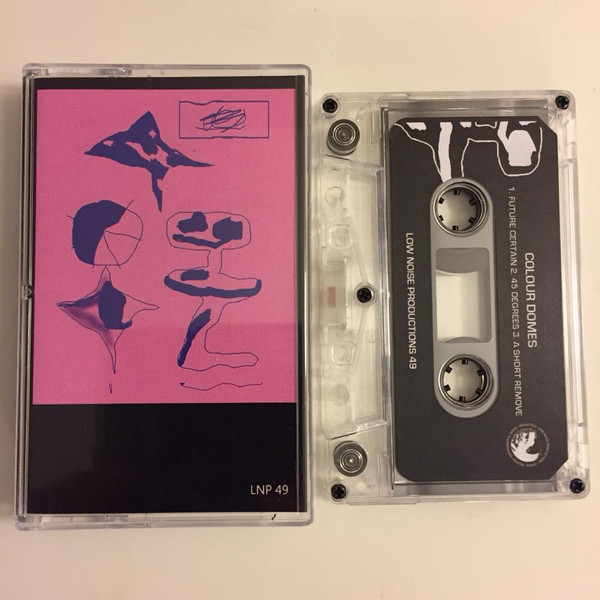 LNP 49
COLOUR DOMES
1. FUTURE CERTAIN 2. 45 DEGREES 3. A SHORT REMOVE
LOW NOISE PRODUCTIONS 49